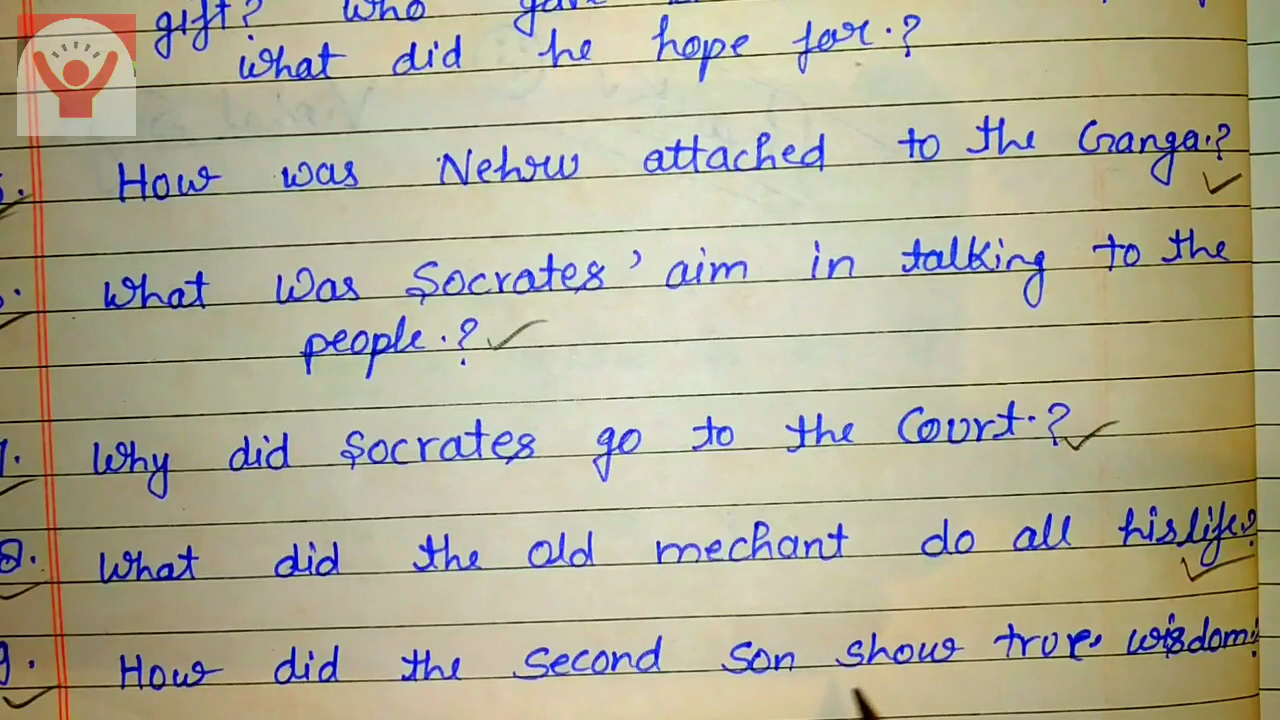 gift? Who
what did he hope for.?
How was Nehru attached to the Ganga.?
What was Socrates' aim in talking to the
people.?
Why did Socrates go to the Court.?
8. What did the old mechant do all his life.?
9. How did the second son show true wisdom?